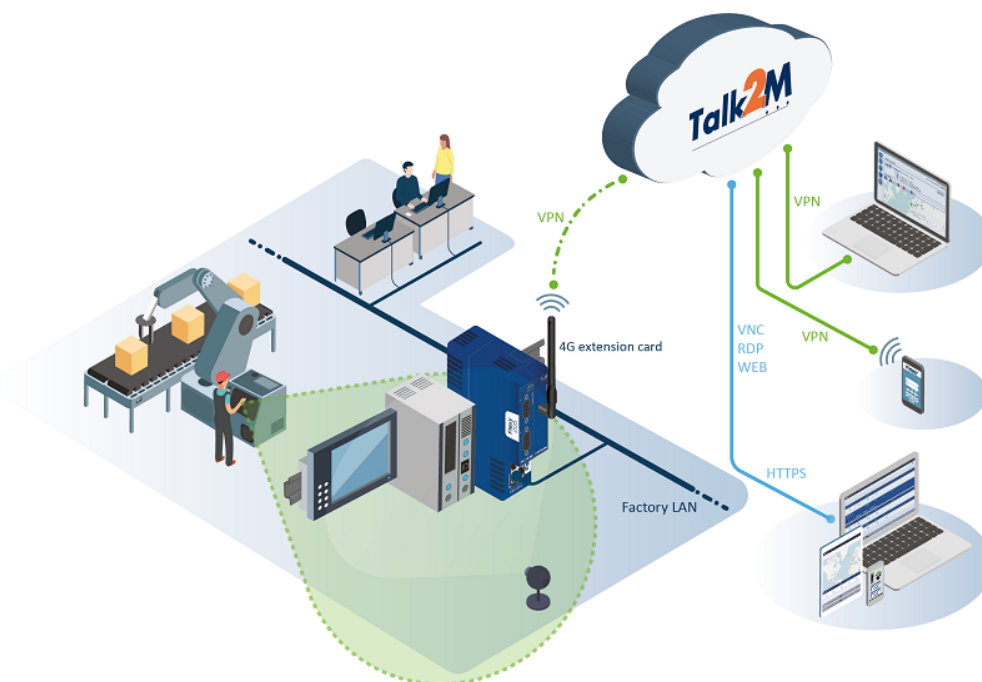 Talk2M
VPN
VPN
4G extension card
VNC
RDP
WEB
VPN
HTTPS
Factory LAN